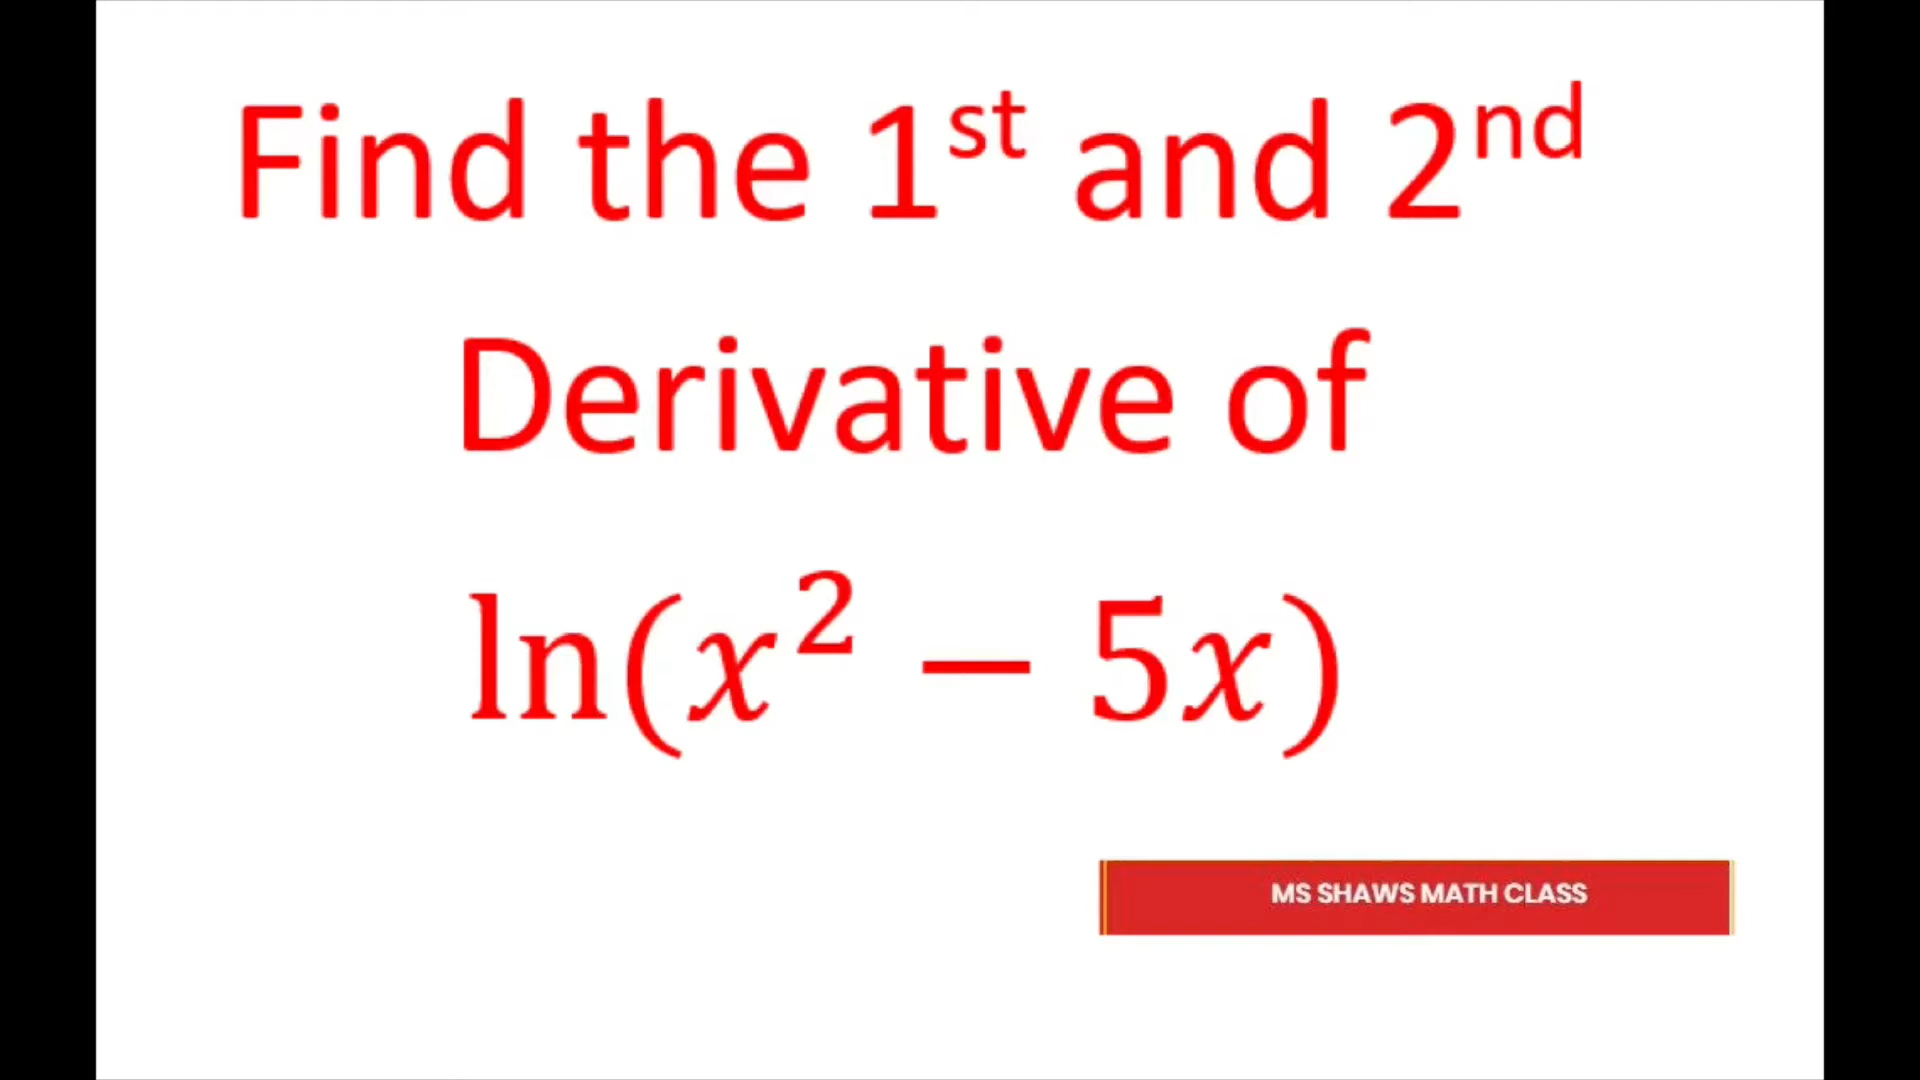 Find the 1st and 2nd
Derivative of
ln(x² − 5x)
MS SHAWS MATH CLASS